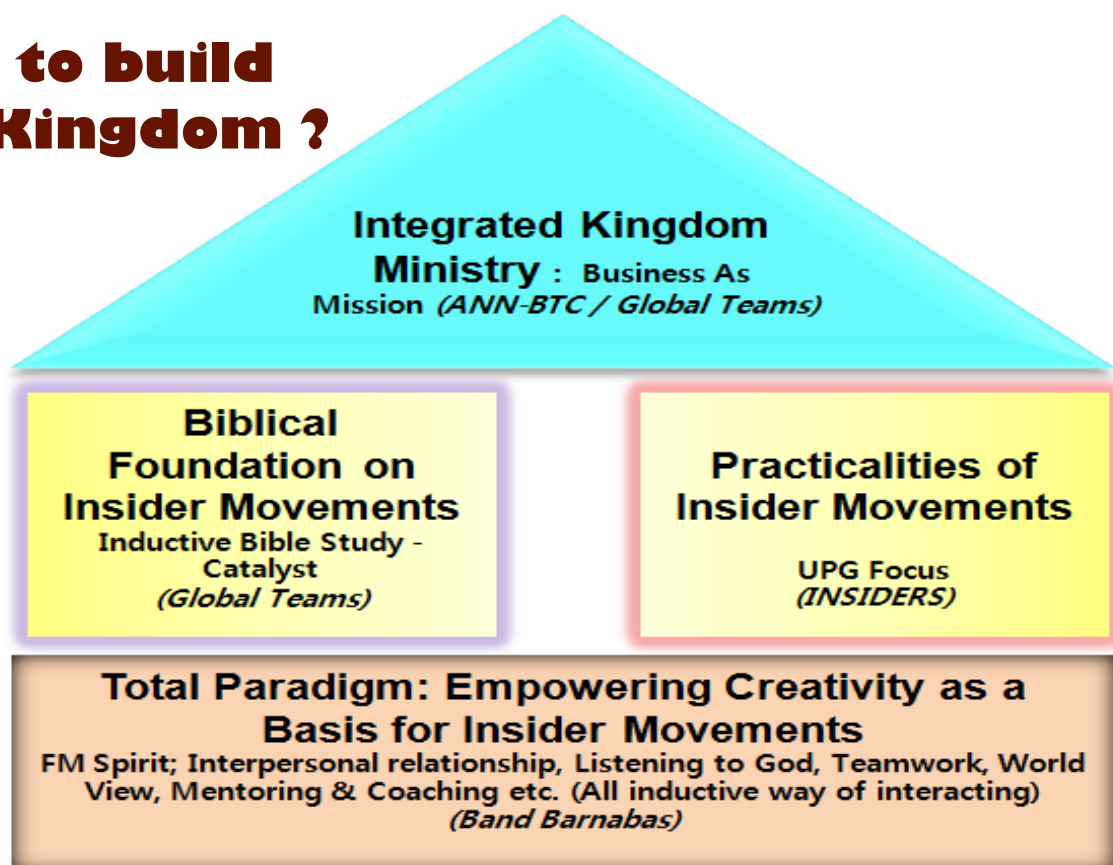 to build
Kingdom ?
Integrated Kingdom
Ministry : Business As
Mission (ANN-BTC / Global Teams)
Biblical
Foundation on
Insider Movements
Inductive Bible Study -
Catalyst
(Global Teams)
Practicalities of
Insider Movements
UPG Focus
(INSIDERS)
Total Paradigm: Empowering Creativity as a
Basis for Insider Movements
FM Spirit; Interpersonal relationship, Listening to God, Teamwork, World
View, Mentoring & Coaching etc. (All inductive way of interacting)
(Band Barnabas)